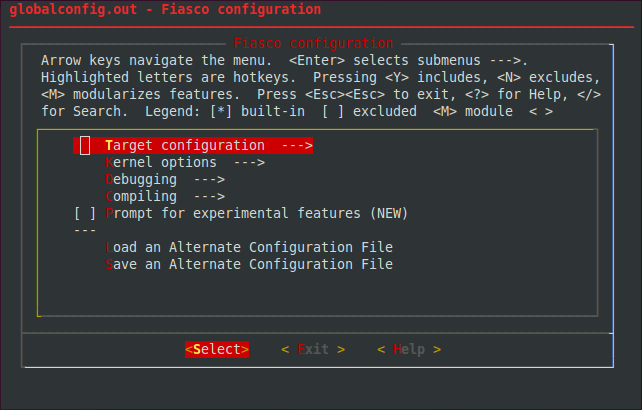 globalconfig.out - Fiasco configuration
Fiasco configuration
Arrow keys navigate the menu.  <Enter> selects submenus --->.
Highlighted letters are hotkeys.  Pressing <Y> includes, <N> excludes,
<M> modularizes features.  Press <Esc><Esc> to exit, <?> for Help, </>
for Search.  Legend: [*] built-in  [ ] excluded  <M> module  < >
Target configuration  --->
Kernel options  --->
Debugging  --->
Compiling  --->
[ ] Prompt for experimental features (NEW)
---
Load an Alternate Configuration File
Save an Alternate Configuration File
<Select>    < Exit >    < Help >